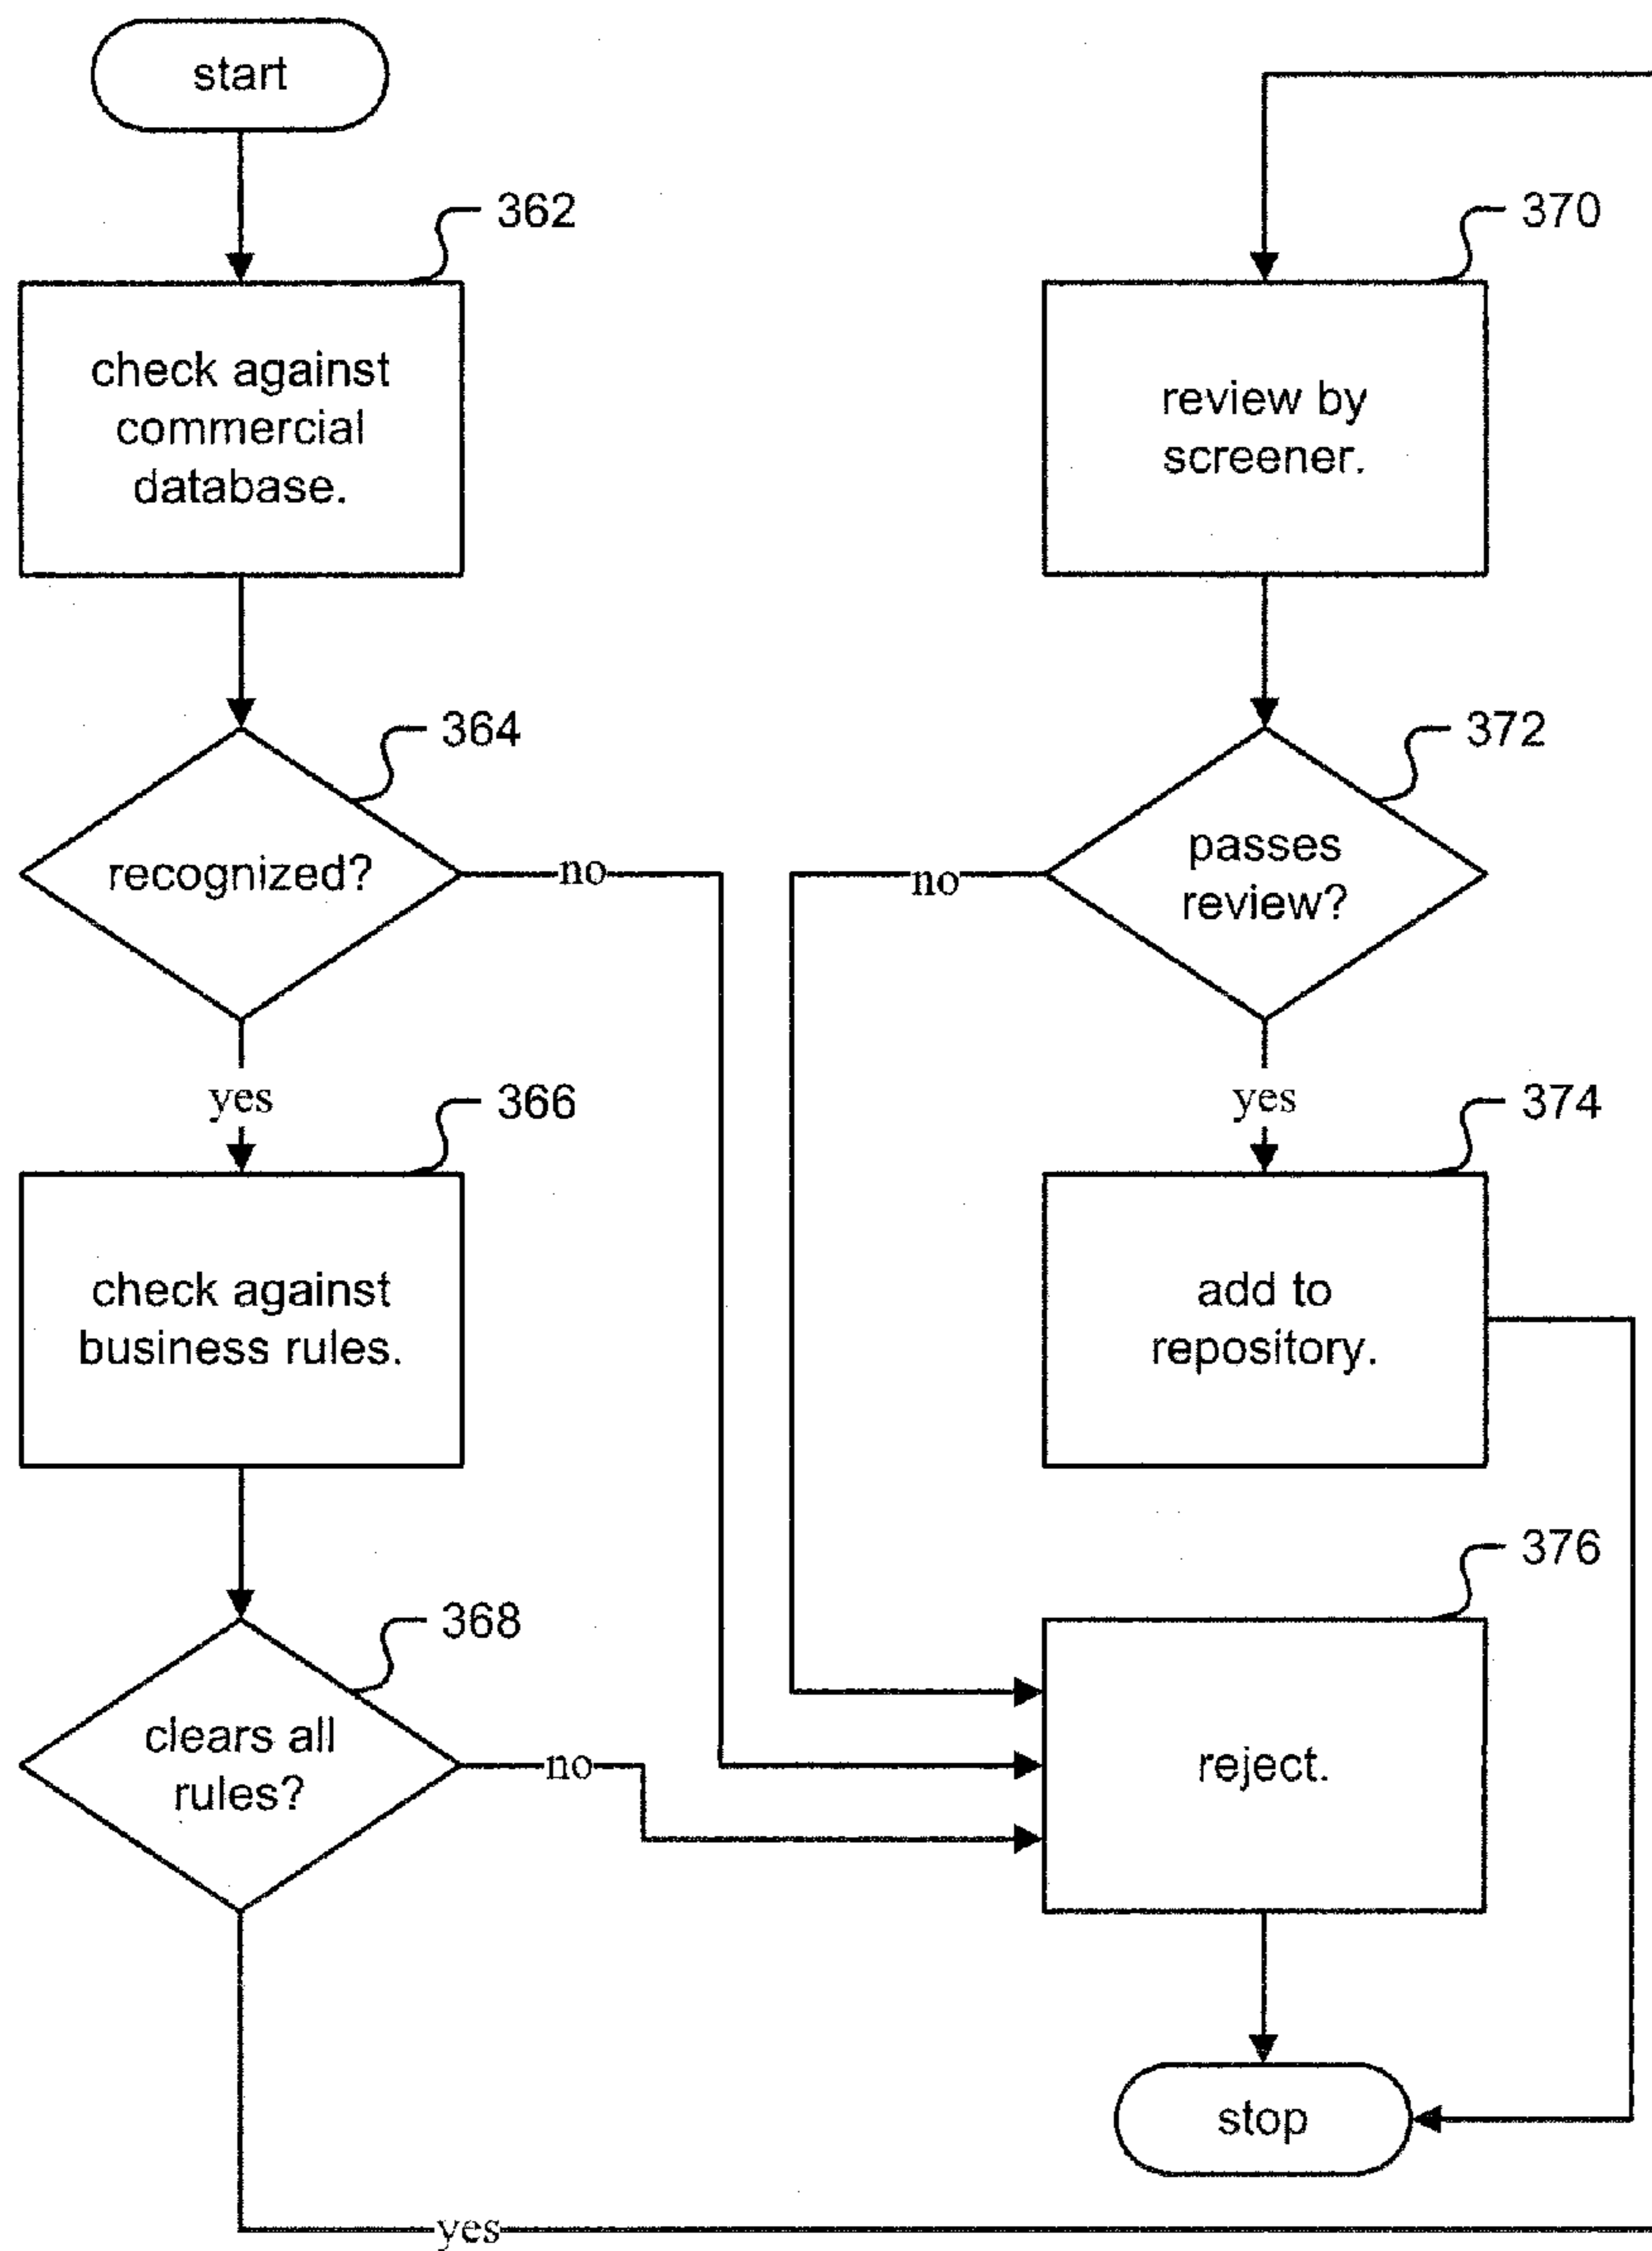 start
362
check against
commercial
database.
364
recognized?
no
yes
366
check against
business rules.
368
clears all
rules?
no
yes
370
review by
screener.
372
passes
review?
no
yes
374
add to
repository.
376
reject.
stop